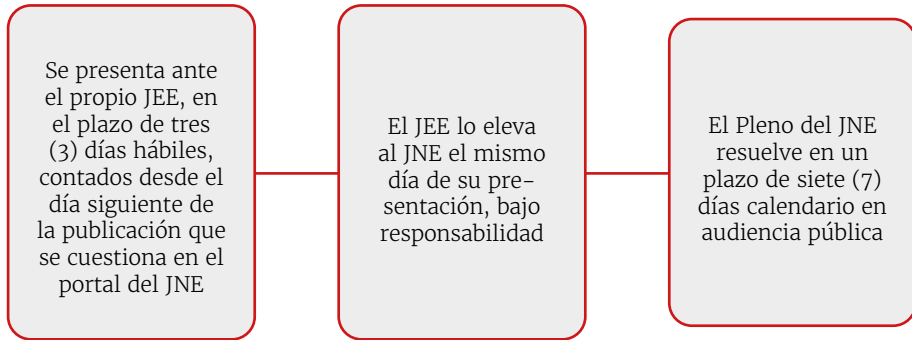 Se presenta ante
el propio JEE, en
el plazo de tres
(3) días hábiles,
contados desde el
día siguiente de
la publicación que
se cuestiona en el
portal del JNE
El JEE lo eleva
al JNE el mismo
día de su pre-
sentación, bajo
responsabilidad
El Pleno del JNE
resuelve en un
plazo de siete (7)
días calendario en
audiencia pública